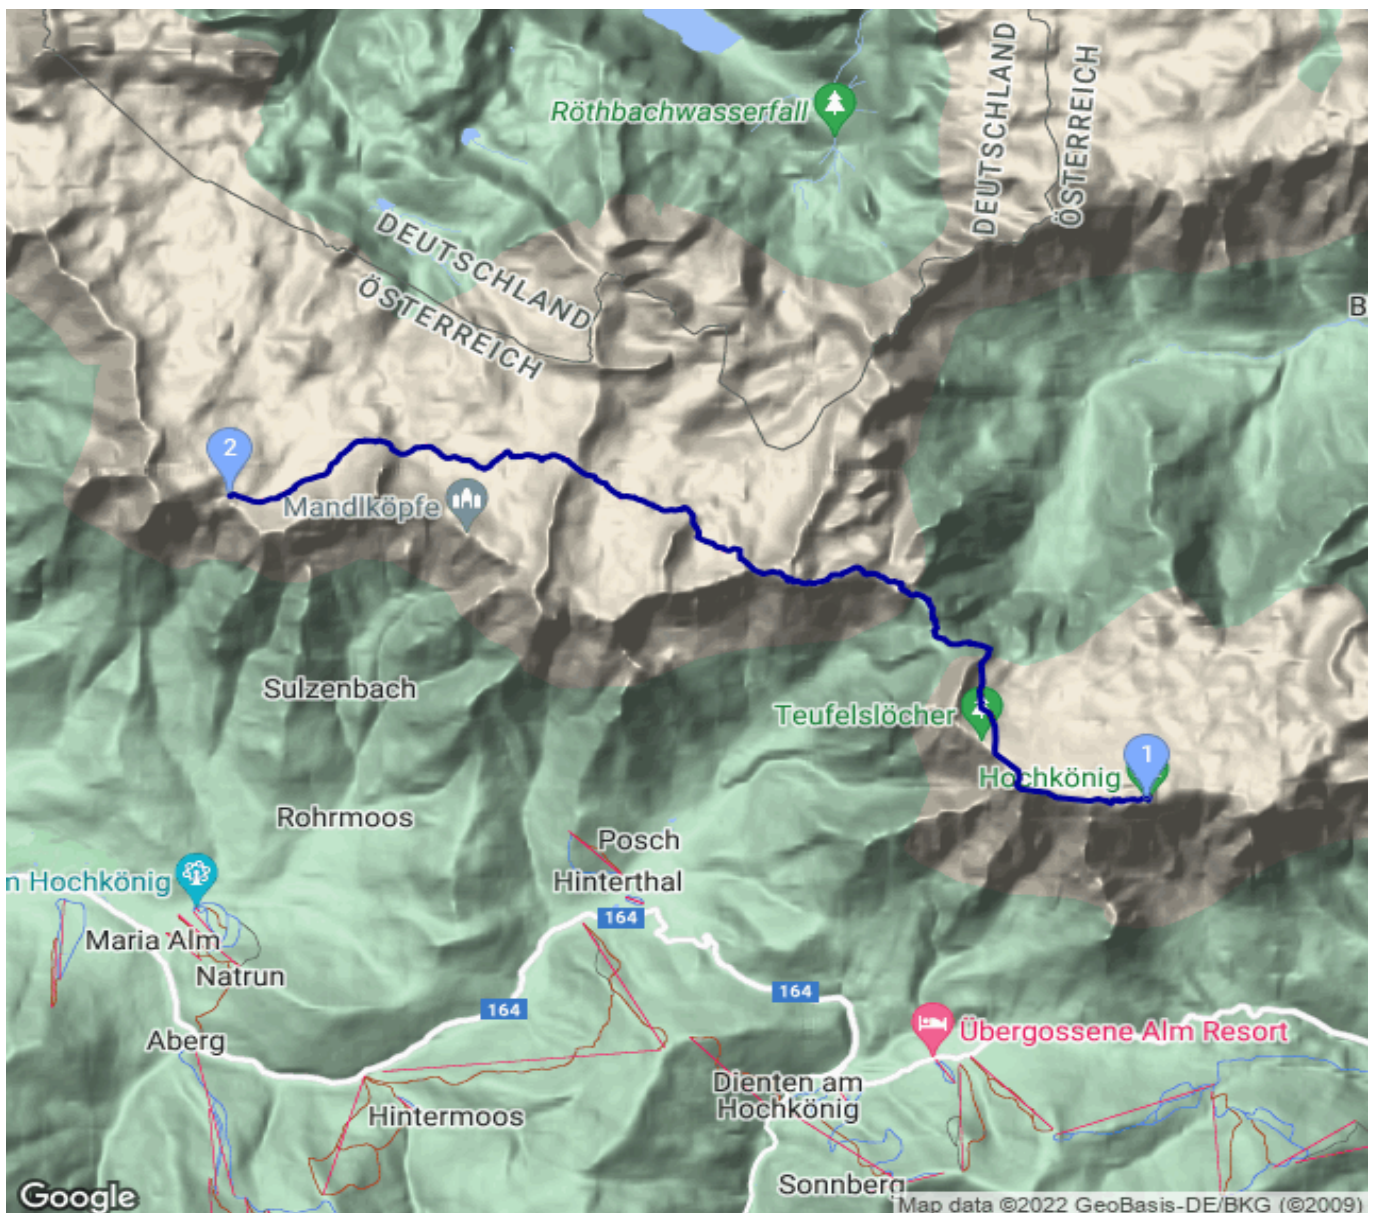 DEUTSCHLAND
ÖSTERREICH
Röthbachwasserfall
DEUTSCHLAND
ÖSTERREICH
B
2
Mandlköpfe
Sulzenbach
Teufelslöcher
1
Hochkönig
Rohrmoos
Posch
n Hochkönig
Hinterthal
164
Maria Alm
Natrun
164
164
Aberg
Übergossene Alm Resort
Dienten am
Hochkönig
Hintermoos
Sonnberg
Google
Map data ©2022 GeoBasis-DE/BKG (©2009)